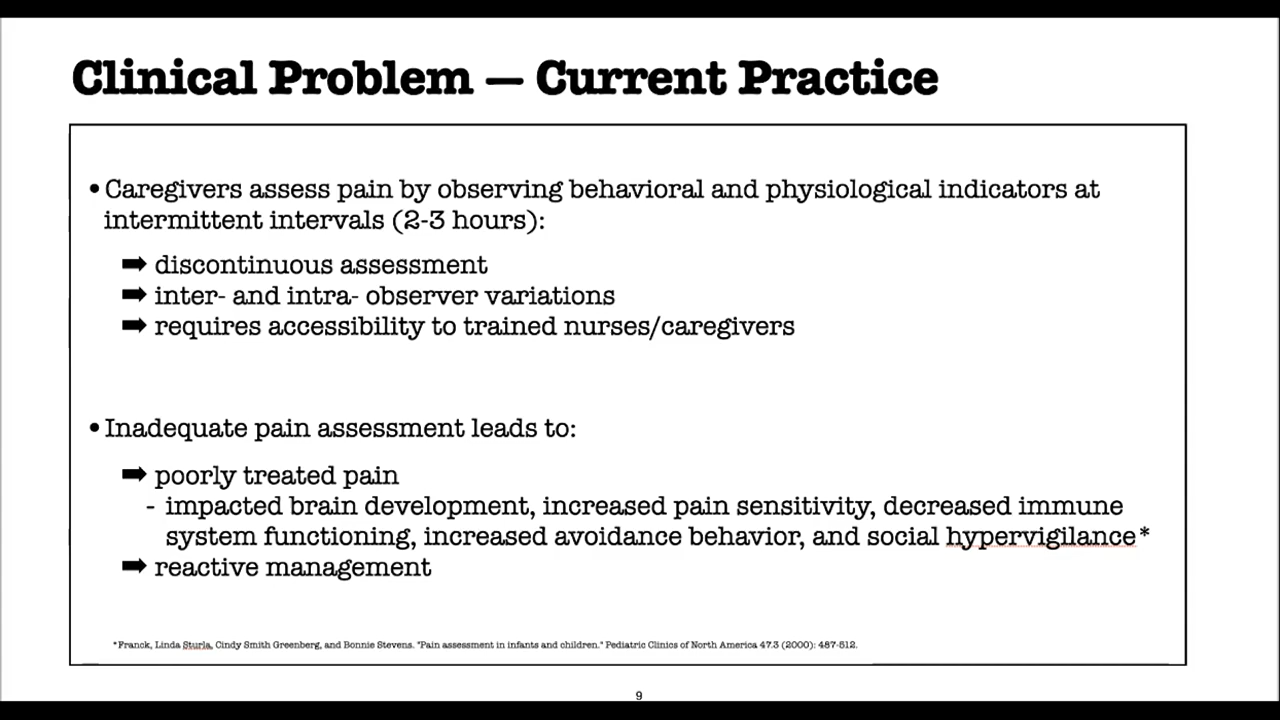 Clinical Problem — Current Practice
•Caregivers assess pain by observing behavioral and physiological indicators at
intermittent intervals (2-3 hours):
➡ discontinuous assessment
➡ inter- and intra- observer variations
➡ requires accessibility to trained nurses/caregivers
•Inadequate pain assessment leads to:
➡ poorly treated pain
- impacted brain development, increased pain sensitivity, decreased immune
system functioning, increased avoidance behavior, and social hypervigilance*
➡ reactive management
*Franck, Linda Sturla, Cindy Smith Greenberg, and Bonnie Stevens. "Pain assessment in infants and children." Pediatric Clinics of North America 47.3 (2000): 487-512.
9